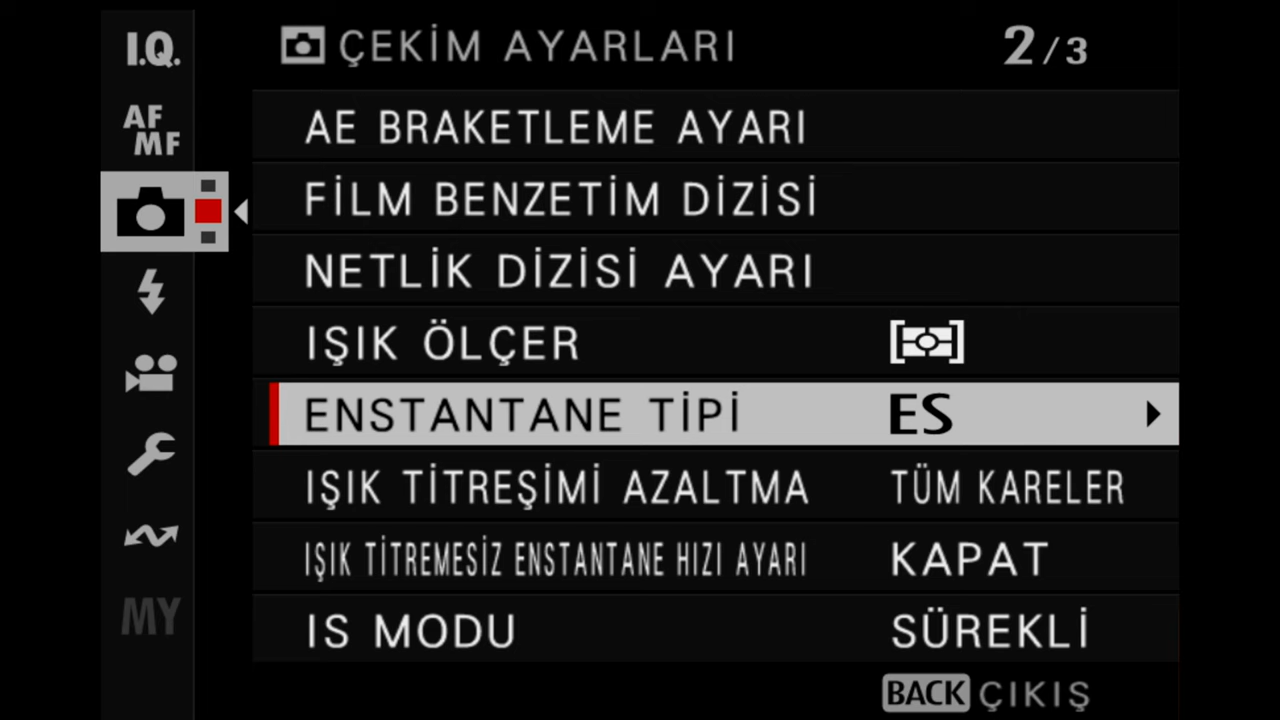 I.Q.
ÇEKİM AYARLARI 2/3
AF MF
AE BRAKETLEME AYARI
FİLM BENZETİM DİZİSİ
NETLİK DİZİSİ AYARI
IŞIK ÖLÇER
ENSTANTANE TİPİ ES
IŞIK TİTREŞİMİ AZALTMA TÜM KARELER
IŞIK TİTREMESİZ ENSTANTANE HIZI AYARI KAPAT
MY
IS MODU SÜREKLİ
BACK ÇIKIŞ